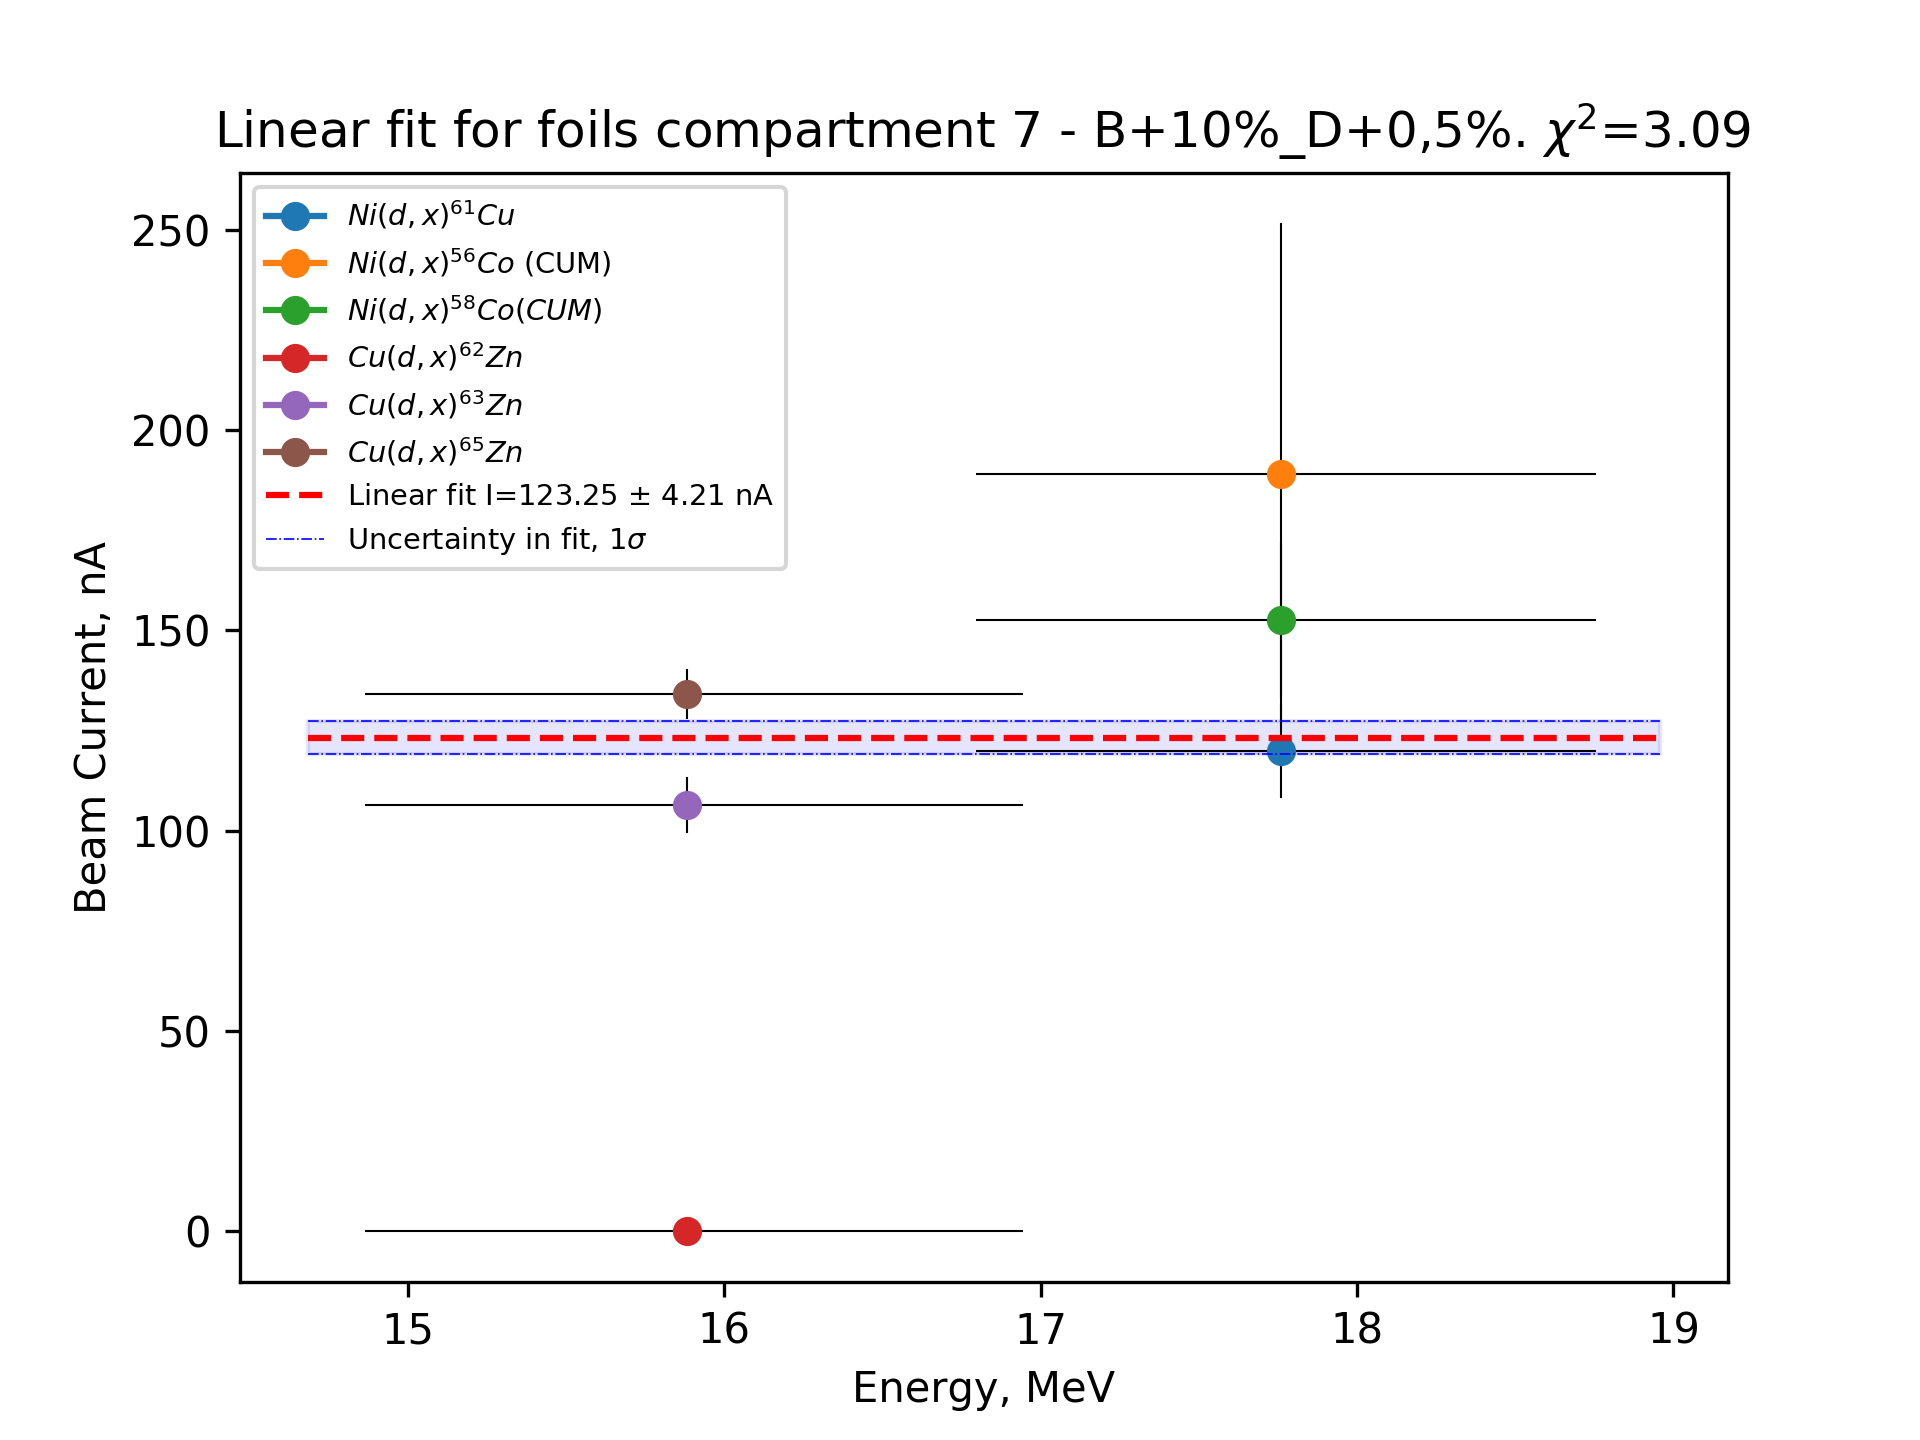 Linear fit for foils compartment 7 - B+10%_D+0,5%. χ²=3.09
Ni(d, x)⁶¹Cu
Ni(d, x)⁵⁶Co (CUM)
Ni(d, x)⁵⁸Co(CUM)
Cu(d, x)⁶²Zn
Cu(d, x)⁶³Zn
Cu(d, x)⁶⁵Zn
Linear fit I=123.25 ± 4.21 nA
Uncertainty in fit, 1σ
Beam Current, nA
250
200
150
100
50
0
15 16 17 18 19
Energy, MeV